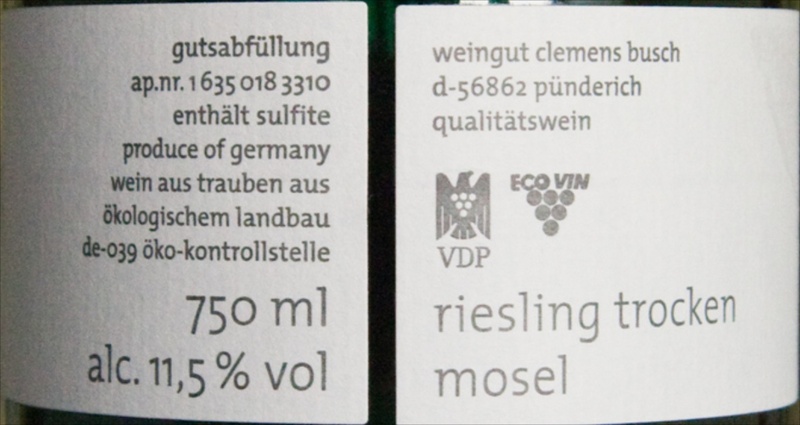 gutsabfüllung
ap.nr. 1 635 018 33 10
enthält sulfite
produce of germany
wein aus trauben aus
ökologischem landbau
de-039 öko-kontrollstelle
750 ml
alc. 11,5 % vol
weingut clemens busch
d-56862 pünderich
qualitätswein
ECO VIN
VDP
riesling trocken
mosel